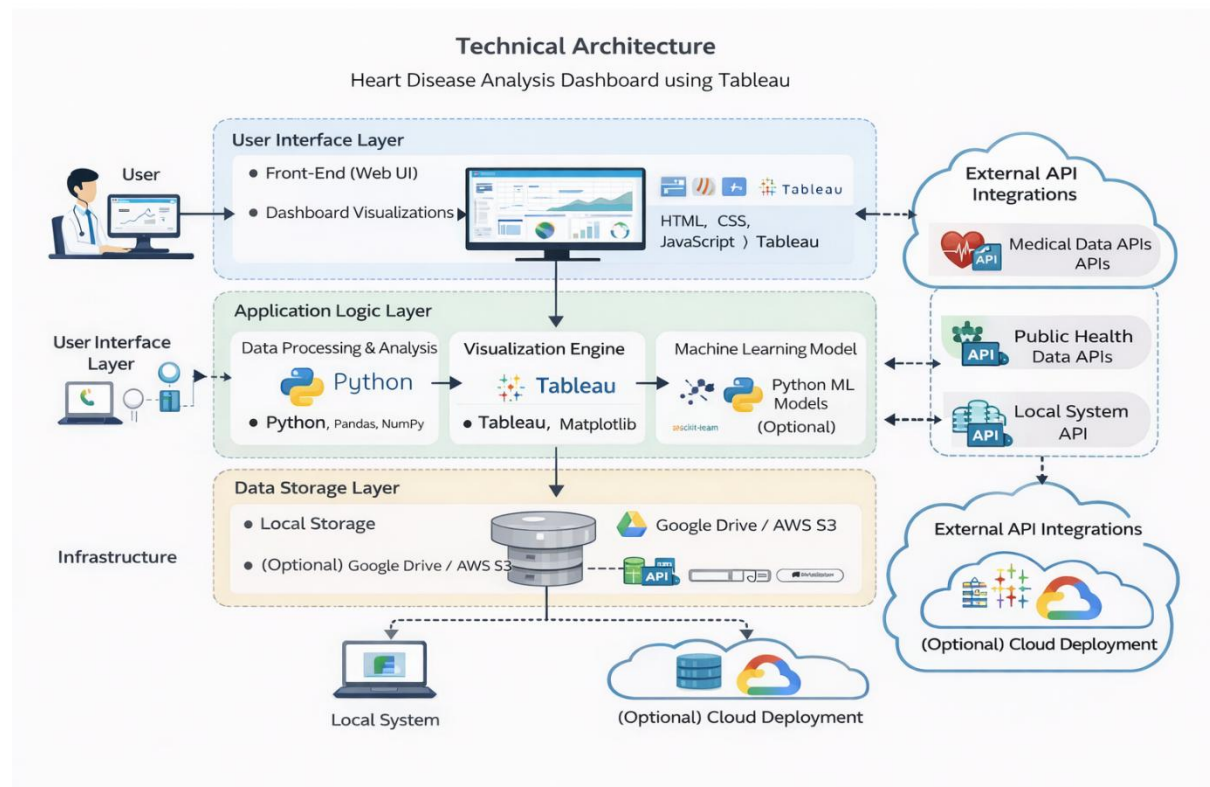 Technical Architecture
Heart Disease Analysis Dashboard using Tableau
User Interface Layer
User
● Front-End (Web UI)
● Dashboard Visualizations
Tableau
HTML, CSS,
JavaScript ) Tableau
External API
Integrations
API
Medical Data APIs
APIs
Application Logic Layer
User Interface
Layer
Data Processing & Analysis
Python
● Python, Pandas, NumPy
Visualization Engine
Tableau
● Tableau, Matplotlib
Machine Learning Model
Python ML
Models
(Optional)
Public Health
Data APIs
API
Local System
API
API
Data Storage Layer
Infrastructure
● Local Storage
● (Optional) Google Drive / AWS S3
Google Drive / AWS S3
API
External API Integrations
(Optional) Cloud Deployment
Local System
(Optional) Cloud Deployment